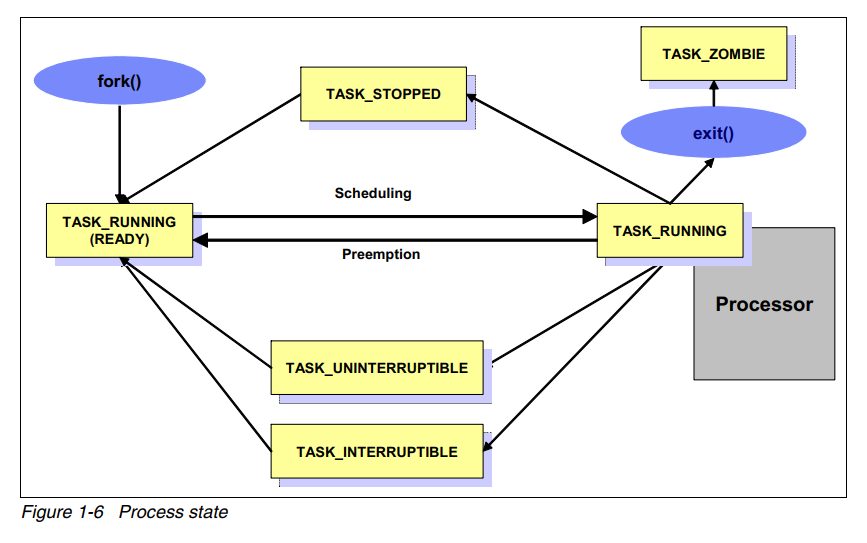 TASK_ZOMBIE
fork()
TASK_STOPPED
exit()
Scheduling
TASK_RUNNING
(READY)
TASK_RUNNING
Preemption
Processor
TASK_UNINTERRUPTIBLE
TASK_INTERRUPTIBLE
Figure 1-6 Process state